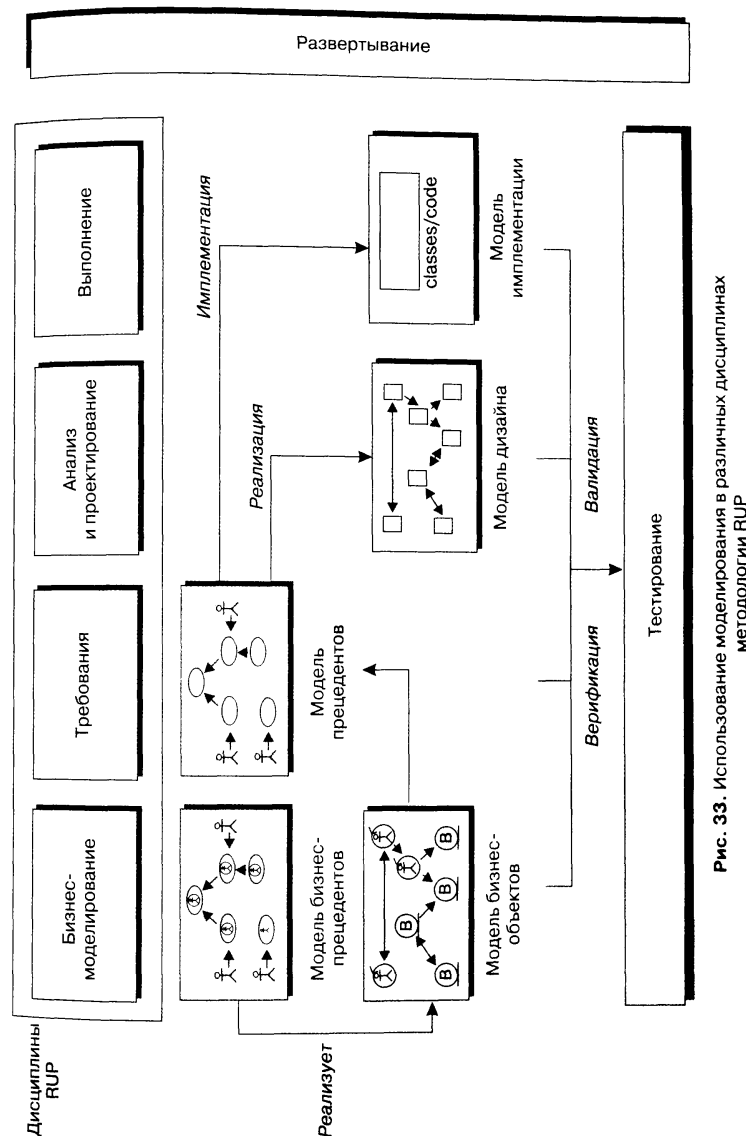 Дисциплины
RUP
Бизнес-
моделирование
Требования
Анализ
и проектирование
Выполнение
Развертывание
Реализует
Модель бизнес-
прецедентов
Модель
прецедентов
Реализация
Имплементация
B
B
B
B
Модель бизнес-
объектов
Модель дизайна
classes/code
Модель
имплементации
Верификация
Валидация
Тестирование
Рис. 33. Использование моделирования в различных дисциплинах
методологии RUP